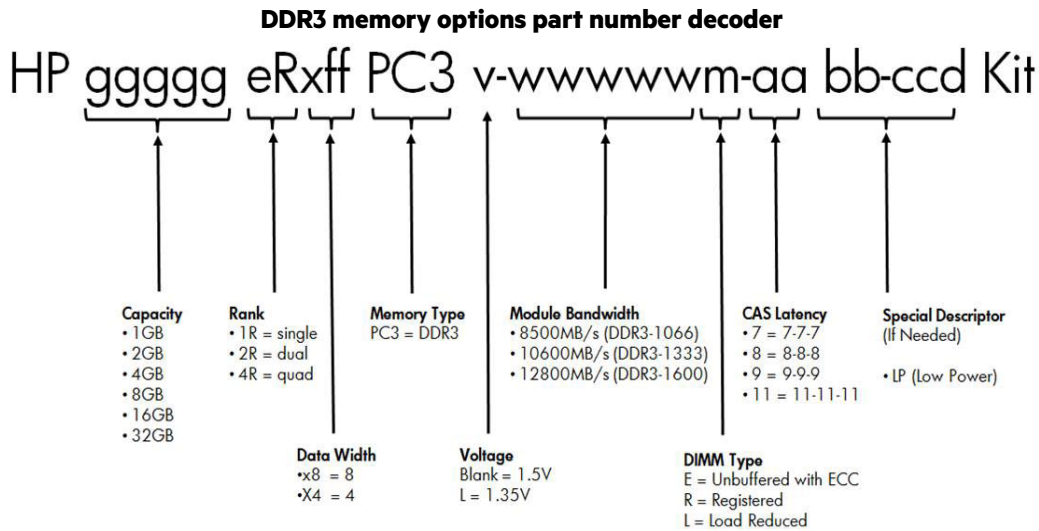 DDR3 memory options part number decoder
HP ggggg eRxff PC3 v-wwwwwm-aa bb-ccd Kit
Capacity
• 1GB
• 2GB
• 4GB
• 8GB
• 16GB
• 32GB
Rank
• 1R = single
• 2R = dual
• 4R = quad
Memory Type
PC3 = DDR3
Module Bandwidth
• 8500MB/s (DDR3-1066)
• 10600MB/s (DDR3-1333)
• 12800MB/s (DDR3-1600)
CAS Latency
• 7 = 7-7-7
• 8 = 8-8-8
• 9 = 9-9-9
• 11 = 11-11-11
Special Descriptor
(If Needed)
• LP (Low Power)
Data Width
•x8 = 8
•X4 = 4
Voltage
Blank = 1.5V
L = 1.35V
DIMM Type
E = Unbuffered with ECC
R = Registered
L = Load Reduced